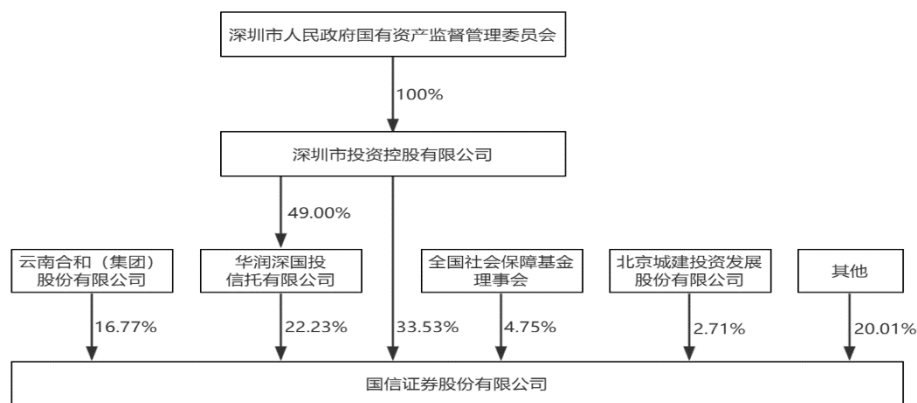 深圳市人民政府国有资产监督管理委员会
100%
深圳市投资控股有限公司
49.00%
云南合和（集团）
股份有限公司
华润深国投
信托有限公司
全国社会保障基金
理事会
北京城建投资发展
股份有限公司
其他
16.77%
22.23%
33.53%
4.75%
2.71%
20.01%
国信证券股份有限公司